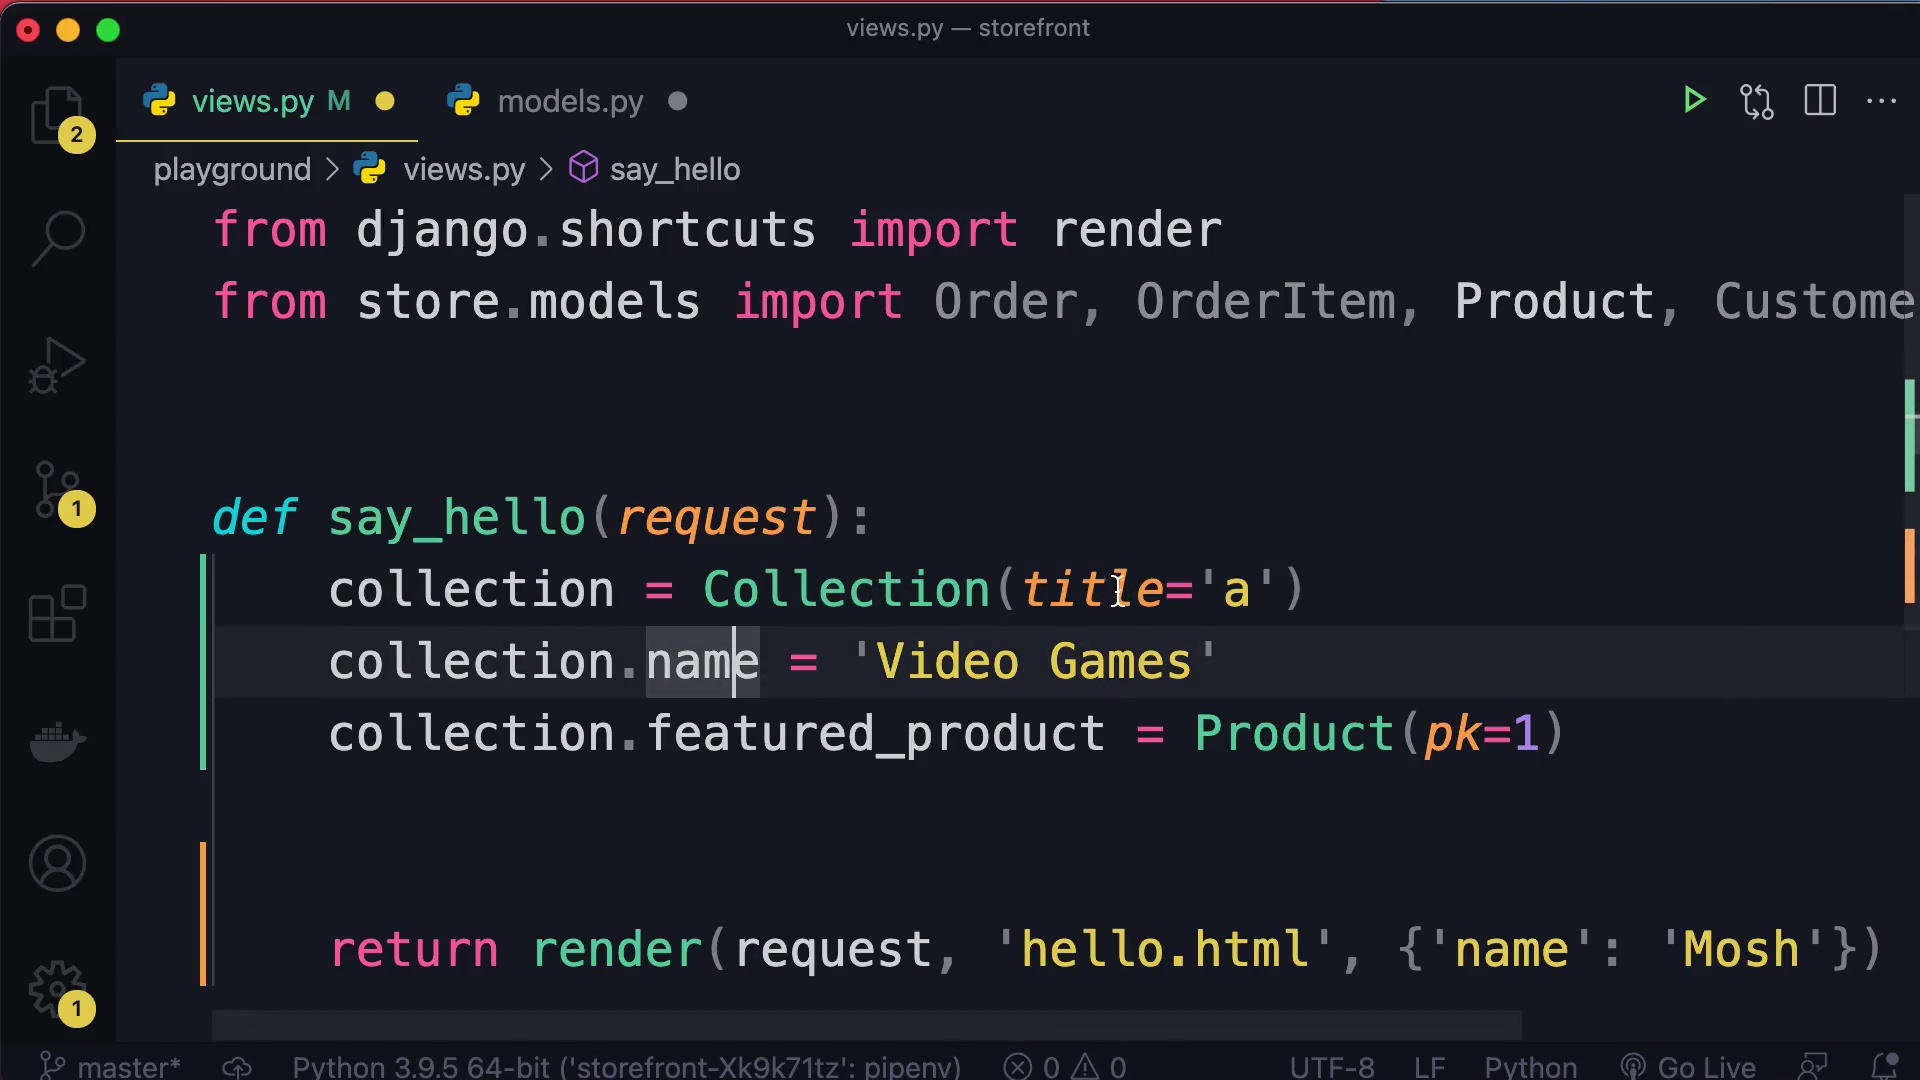 views.py — storefront
views.py M
models.py
2
playground > views.py > say_hello
from django.shortcuts import render
from store.models import Order, OrderItem, Product, Custome
def say_hello(request):
1
collection = Collection(title='a')
collection.name = 'Video Games'
collection.featured_product = Product(pk=1)
return render(request, 'hello.html', {'name': 'Mosh'})
1
master* Python 3.9.5 64-bit ('storefront-Xk9k71tz': pipenv) 0 0 UTF-8 LF Python Go Live